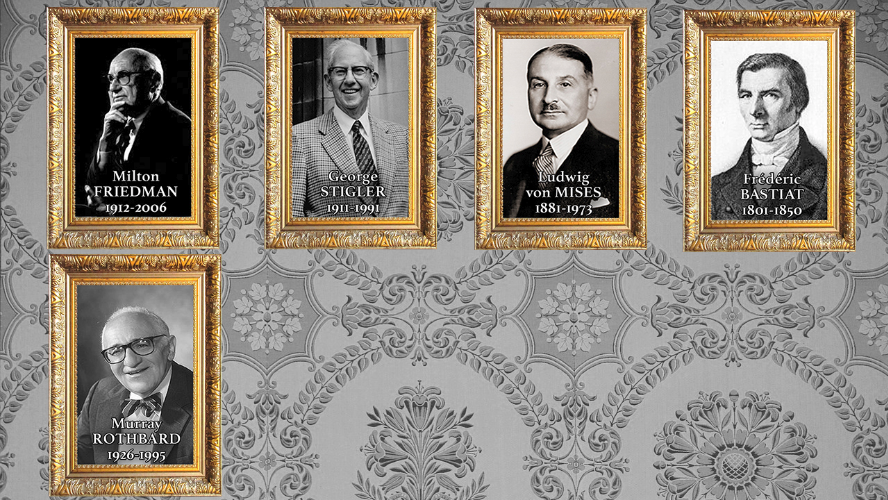 Milton
FRIEDMAN
1912-2006
George
STIGLER
1911-1991
Ludwig
von MISES
1881-1973
Frédéric
BASTIAT
1801-1850
Murray
ROTHBARD
1926-1995